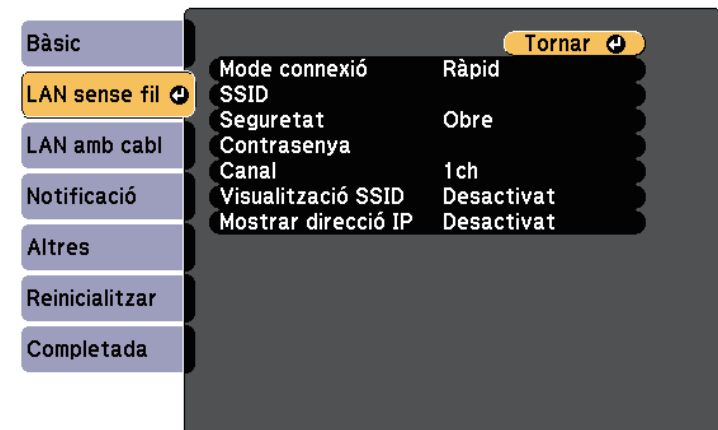 Bàsic
LAN sense fil
LAN amb cabl
Notificació
Altres
Reinicialitzar
Completada
Tornar
Mode connexió Ràpid
SSID
Seguretat Obre
Contrasenya
Canal 1ch
Visualització SSID Desactivat
Mostrar direcció IP Desactivat